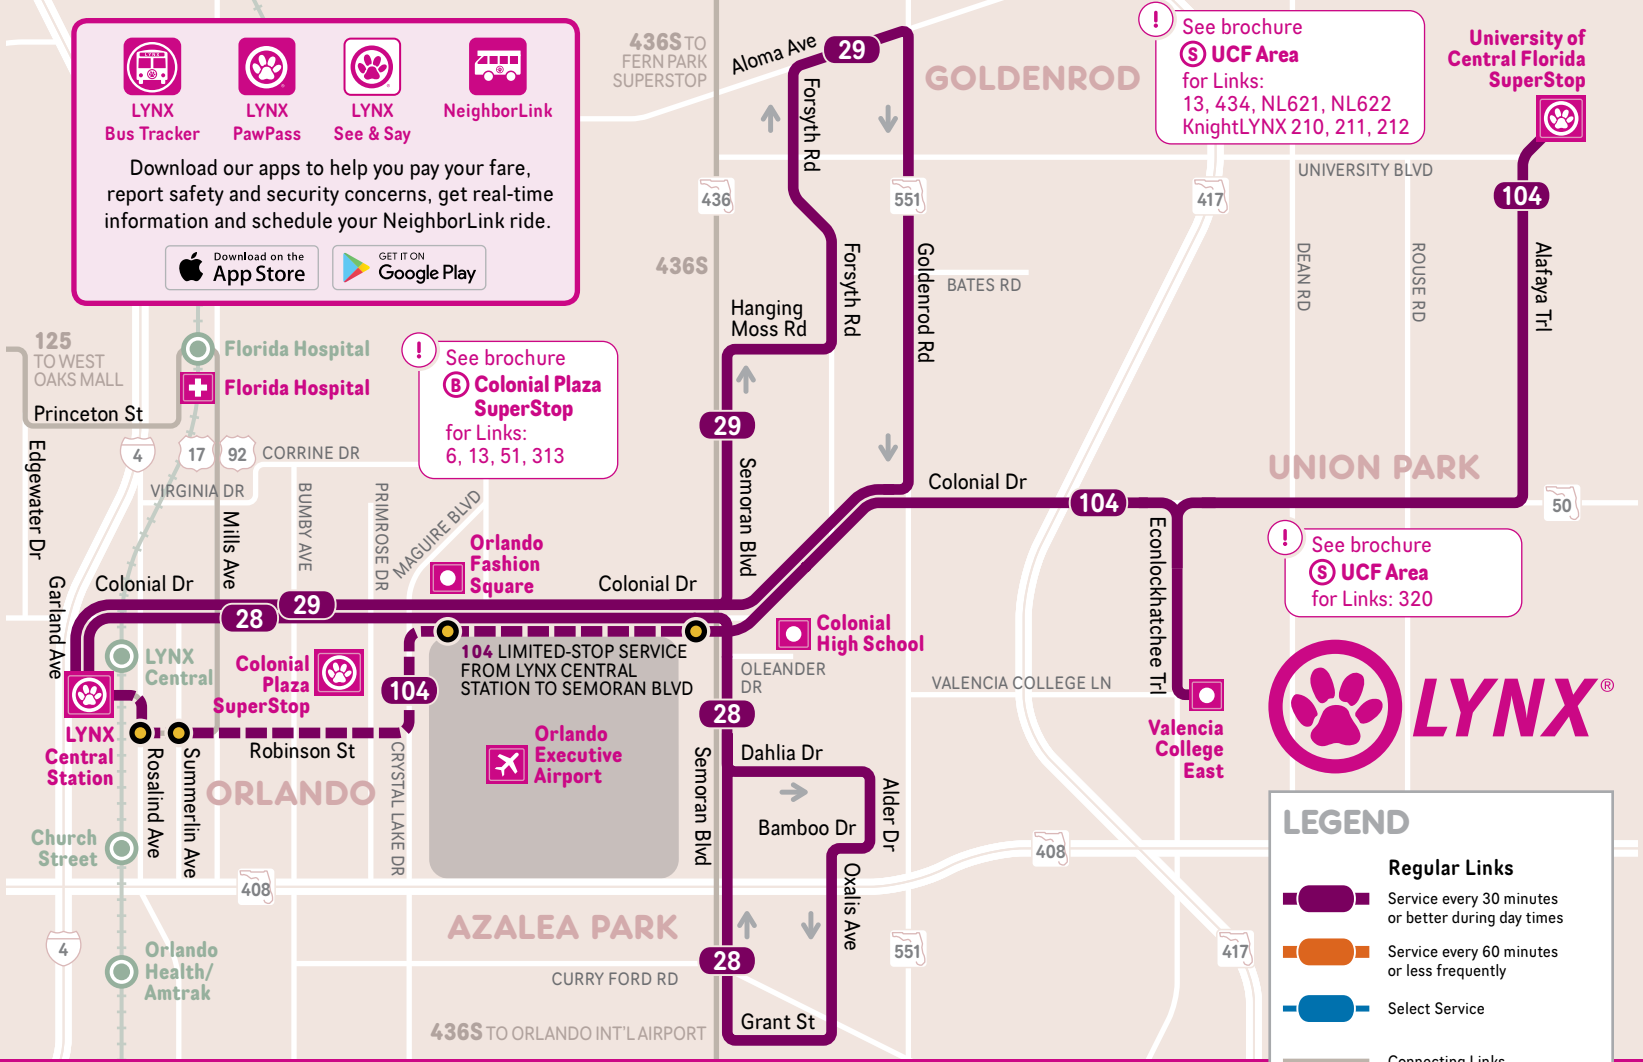 LYNX
Bus Tracker
LYNX
PawPass
LYNX
See & Say
NeighborLink
Download our apps to help you pay your fare,
report safety and security concerns, get real-time
information and schedule your NeighborLink ride.
Download on the
App Store
GET IT ON
Google Play
436S TO
FERN PARK
SUPERSTOP
Aloma Ave
29
GOLDENROD
!
See brochure
S UCF Area
for Links:
13, 434, NL621, NL622
KnightLYNX 210, 211, 212
University of
Central Florida
SuperStop
Forsyth Rd
UNIVERSITY BLVD
436
551
417
104
436S
Forsyth Rd
Goldenrod Rd
BATES RD
DEAN RD
ROUSE RD
Alafaya Trl
Hanging
Moss Rd
125
TO WEST
OAKS MALL
Florida Hospital
Florida Hospital
Princeton St
!
See brochure
B Colonial Plaza
SuperStop
for Links:
6, 13, 51, 313
29
4
17
92
CORRINE DR
VIRGINIA DR
Edgewater Dr
Mills Ave
BUMBY AVE
PRIMROSE DR
MAGUIRE BLVD
Semoran Blvd
Colonial Dr
104
UNION PARK
50
Econlockhatchee Trl
!
See brochure
S UCF Area
for Links: 320
Orlando
Fashion
Square
Garland Ave
Colonial Dr
Colonial Dr
28
29
Colonial
High School
LYNX
Central
Colonial
Plaza
SuperStop
104
104 LIMITED-STOP SERVICE
FROM LYNX CENTRAL
STATION TO SEMORAN BLVD
OLEANDER
DR
VALENCIA COLLEGE LN
28
LYNX®
LYNX
Central
Station
Rosalind Ave
Summerlin Ave
Robinson St
ORLANDO
CRYSTAL LAKE DR
Orlando
Executive
Airport
Semoran Blvd
Dahlia Dr
Alder Dr
Bamboo Dr
Oxalis Ave
Valencia
College
East
Church
Street
408
408
AZALEA PARK
4
Orlando
Health/
Amtrak
28
551
417
CURRY FORD RD
436S TO ORLANDO INT'L AIRPORT
Grant St
LEGEND
Regular Links
Service every 30 minutes
or better during day times
Service every 60 minutes
or less frequently
Select Service
Connecting Links